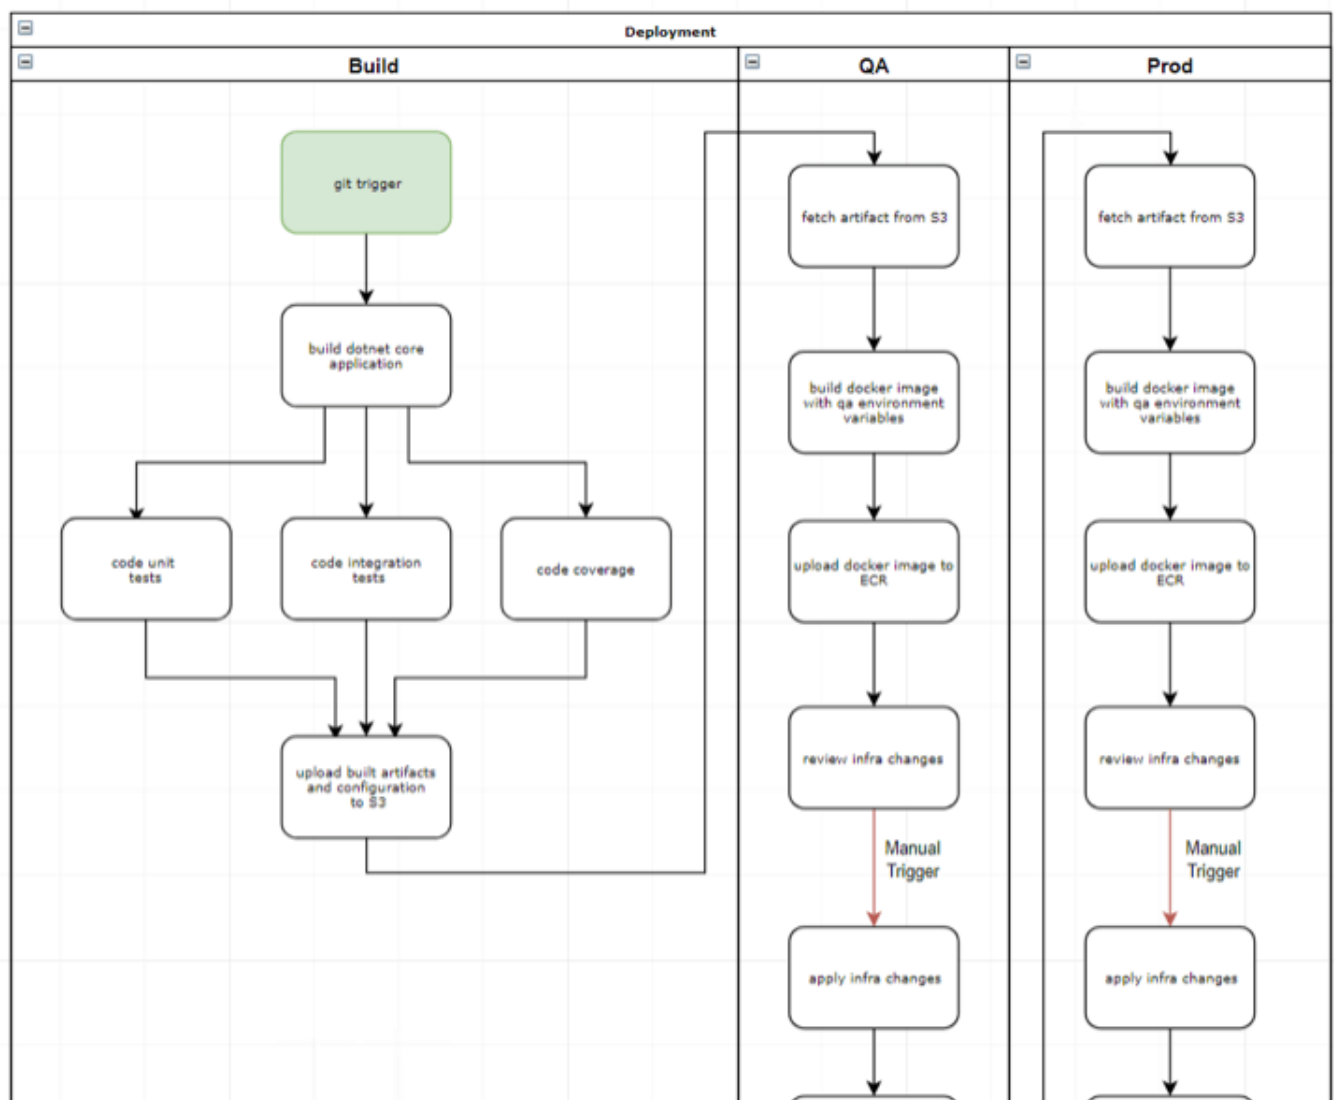 Deployment
Build
QA
Prod
git trigger
build dotnet core
application
code unit
tests
code integration
tests
code coverage
upload built artifacts
and configuration
to S3
fetch artifact from S3
build docker image
with qa environment
variables
upload docker image to
ECR
review infra changes
Manual
Trigger
apply infra changes
fetch artifact from S3
build docker image
with qa environment
variables
upload docker image to
ECR
review infra changes
Manual
Trigger
apply infra changes